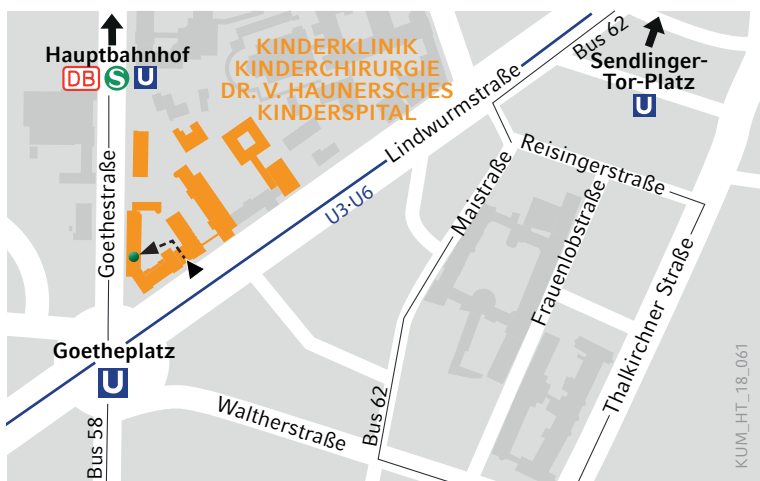 Hauptbahnhof
DB S U
KINDERKLINIK
KINDERCHIRURGIE
DR. V. HAUNERSCHES
KINDERSPITAL
Bus 62
Sendlinger-
Tor-Platz
U
Lindwurmstraße
Reisingerstraße
Goethestraße
U3·U6
Maistraße
Frauenlobstraße
Thalkirchner Straße
Goetheplatz
U
Waltherstraße
Bus 62
Bus 58
KUM_HT_18_061